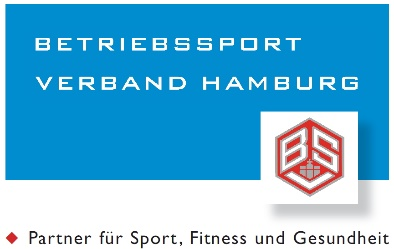 BETRIEBSSPORT
VERBAND HAMBURG
BSV
Partner für Sport, Fitness und Gesundheit